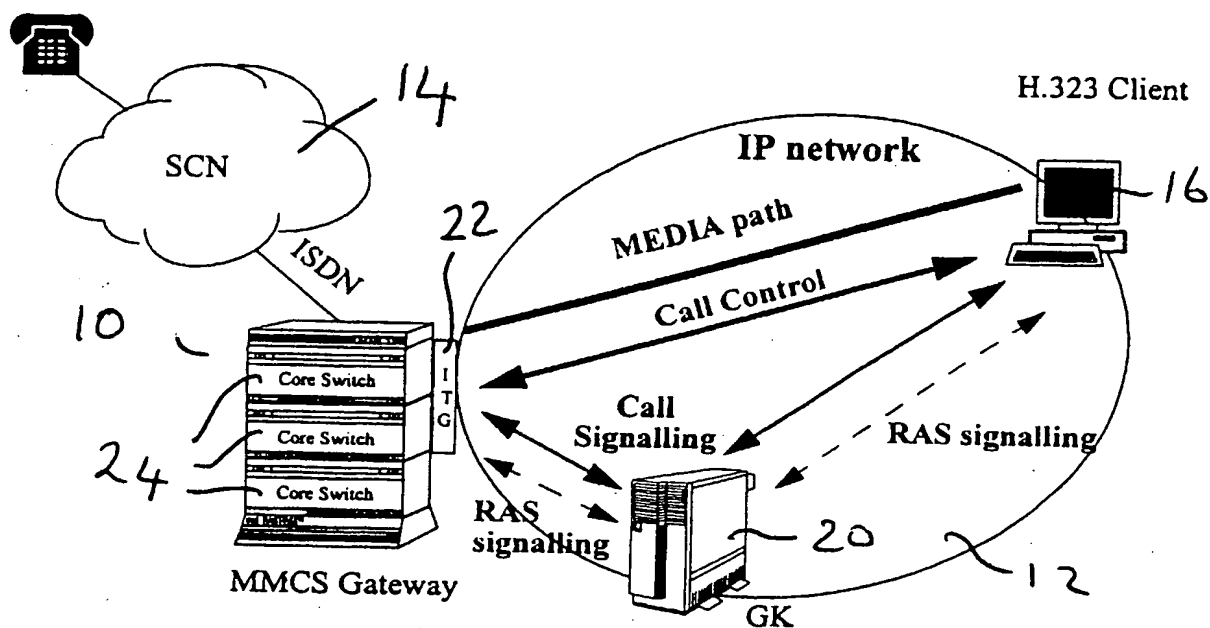 14
H.323 Client
SCN
IP network
16
22
MEDIA path
ISDN
Call Control
10
Core Switch
ITG
Call
Signalling
RAS signalling
Core Switch
24
Core Switch
RAS
signalling
20
12
MMCS Gateway
GK